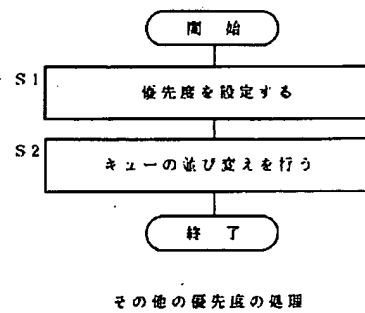 開 始
S1
優先度を設定する
S2
キューの並び変えを行う
終 了
その他の優先度の処理